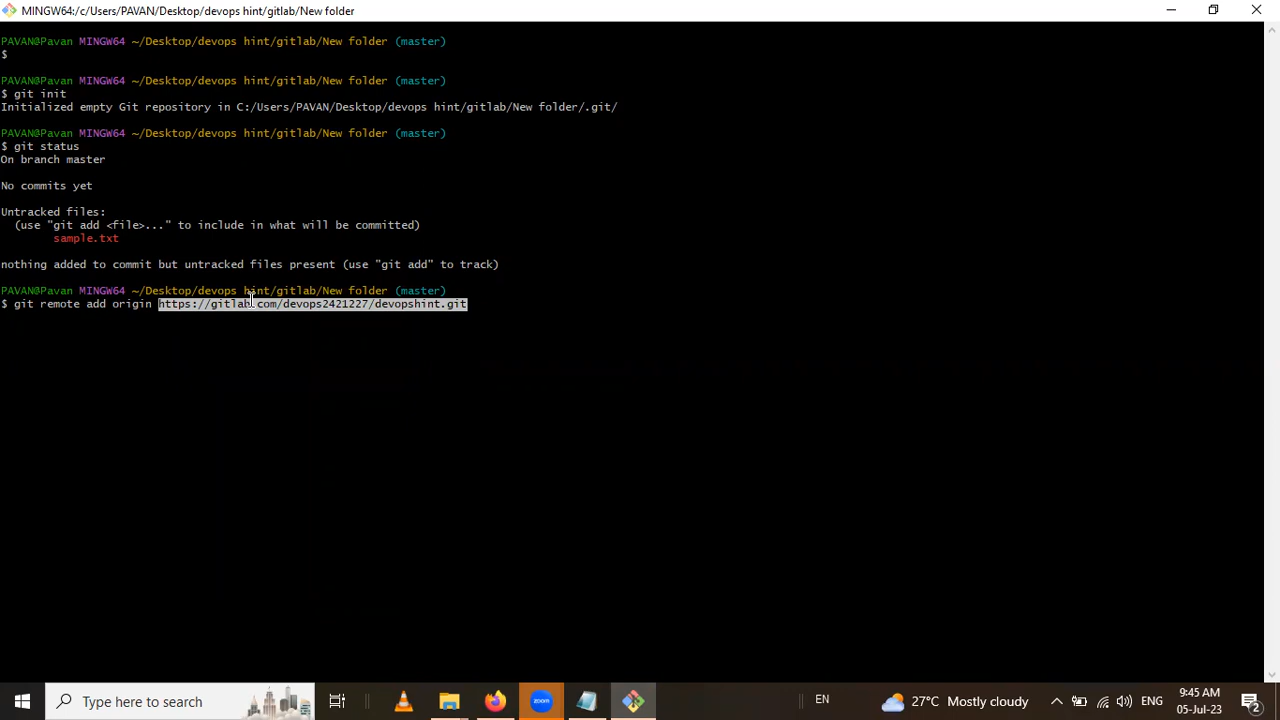 MINGW64:/c/Users/PAVAN/Desktop/devops hint/gitlab/New folder
PAVAN@Pavan MINGW64 ~/Desktop/devops hint/gitlab/New folder (master)
$
PAVAN@Pavan MINGW64 ~/Desktop/devops hint/gitlab/New folder (master)
$ git init
Initialized empty Git repository in C:/Users/PAVAN/Desktop/devops hint/gitlab/New folder/.git/
PAVAN@Pavan MINGW64 ~/Desktop/devops hint/gitlab/New folder (master)
$ git status
On branch master
No commits yet
Untracked files:
(use "git add <file>..." to include in what will be committed)
sample.txt
nothing added to commit but untracked files present (use "git add" to track)
PAVAN@Pavan MINGW64 ~/Desktop/devops hint/gitlab/New folder (master)
$ git remote add origin https://gitlab.com/devops2421227/devopshint.git
Type here to search
zoom
EN
27°C Mostly cloudy
ENG
9:45 AM
05-Jul-23
2